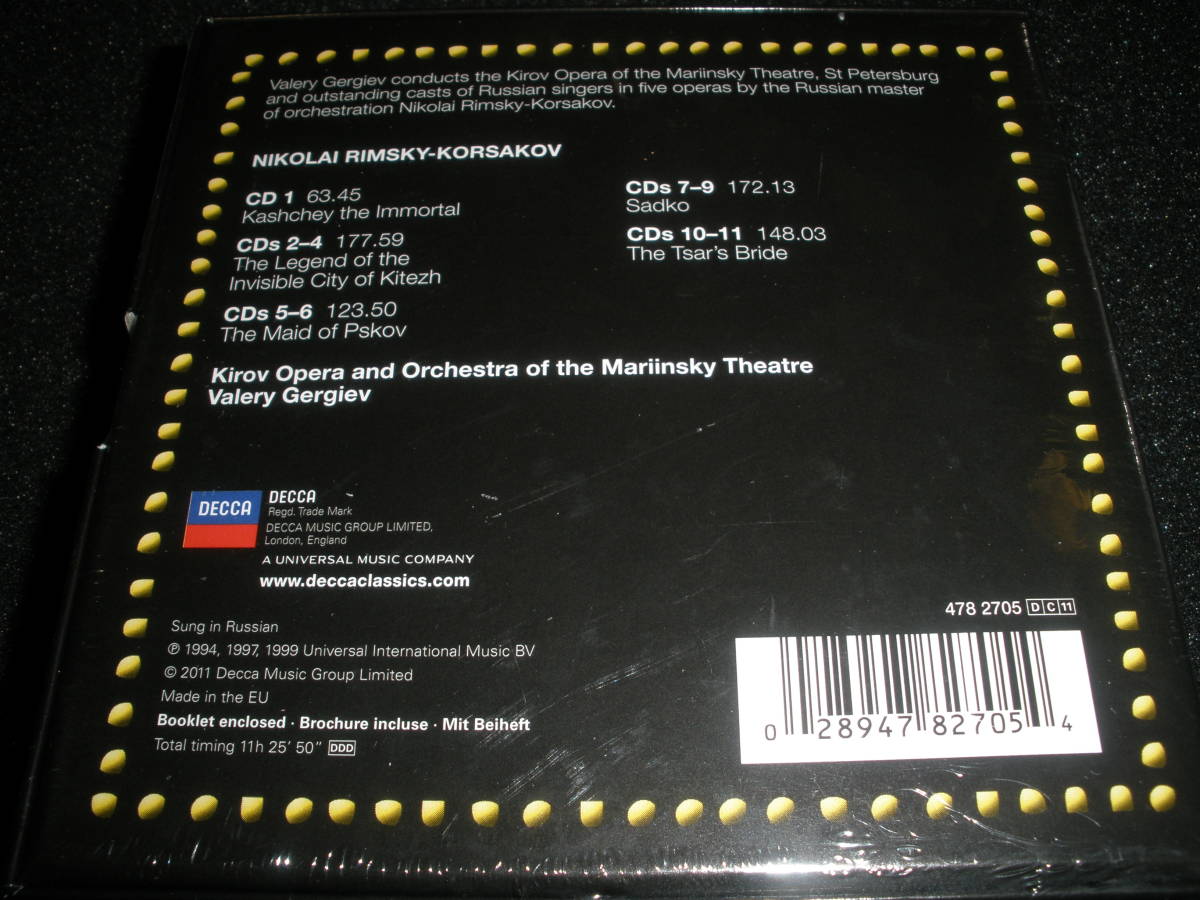 Valery Gergiev conducts the Kirov Opera of the Mariinsky Theatre, St Petersburg
and outstanding casts of Russian singers in five operas by the Russian master
of orchestration Nikolai Rimsky-Korsakov.
NIKOLAI RIMSKY-KORSAKOV
CD 1 63.45
Kashchey the Immortal
CDs 2–4 177.59
The Legend of the
Invisible City of Kitezh
CDs 5–6 123.50
The Maid of Pskov
CDs 7–9 172.13
Sadko
CDs 10–11 148.03
The Tsar's Bride
Kirov Opera and Orchestra of the Mariinsky Theatre
Valery Gergiev
DECCA
DECCA
Regd. Trade Mark
DECCA MUSIC GROUP LIMITED,
London, England
A UNIVERSAL MUSIC COMPANY
www.deccaclassics.com
Sung in Russian
℗ 1994, 1997, 1999 Universal International Music BV
© 2011 Decca Music Group Limited
Made in the EU
Booklet enclosed · Brochure incluse · Mit Beiheft
Total timing 11h 25' 50" DDD
478 2705 D C 11
0 28947 82705 4